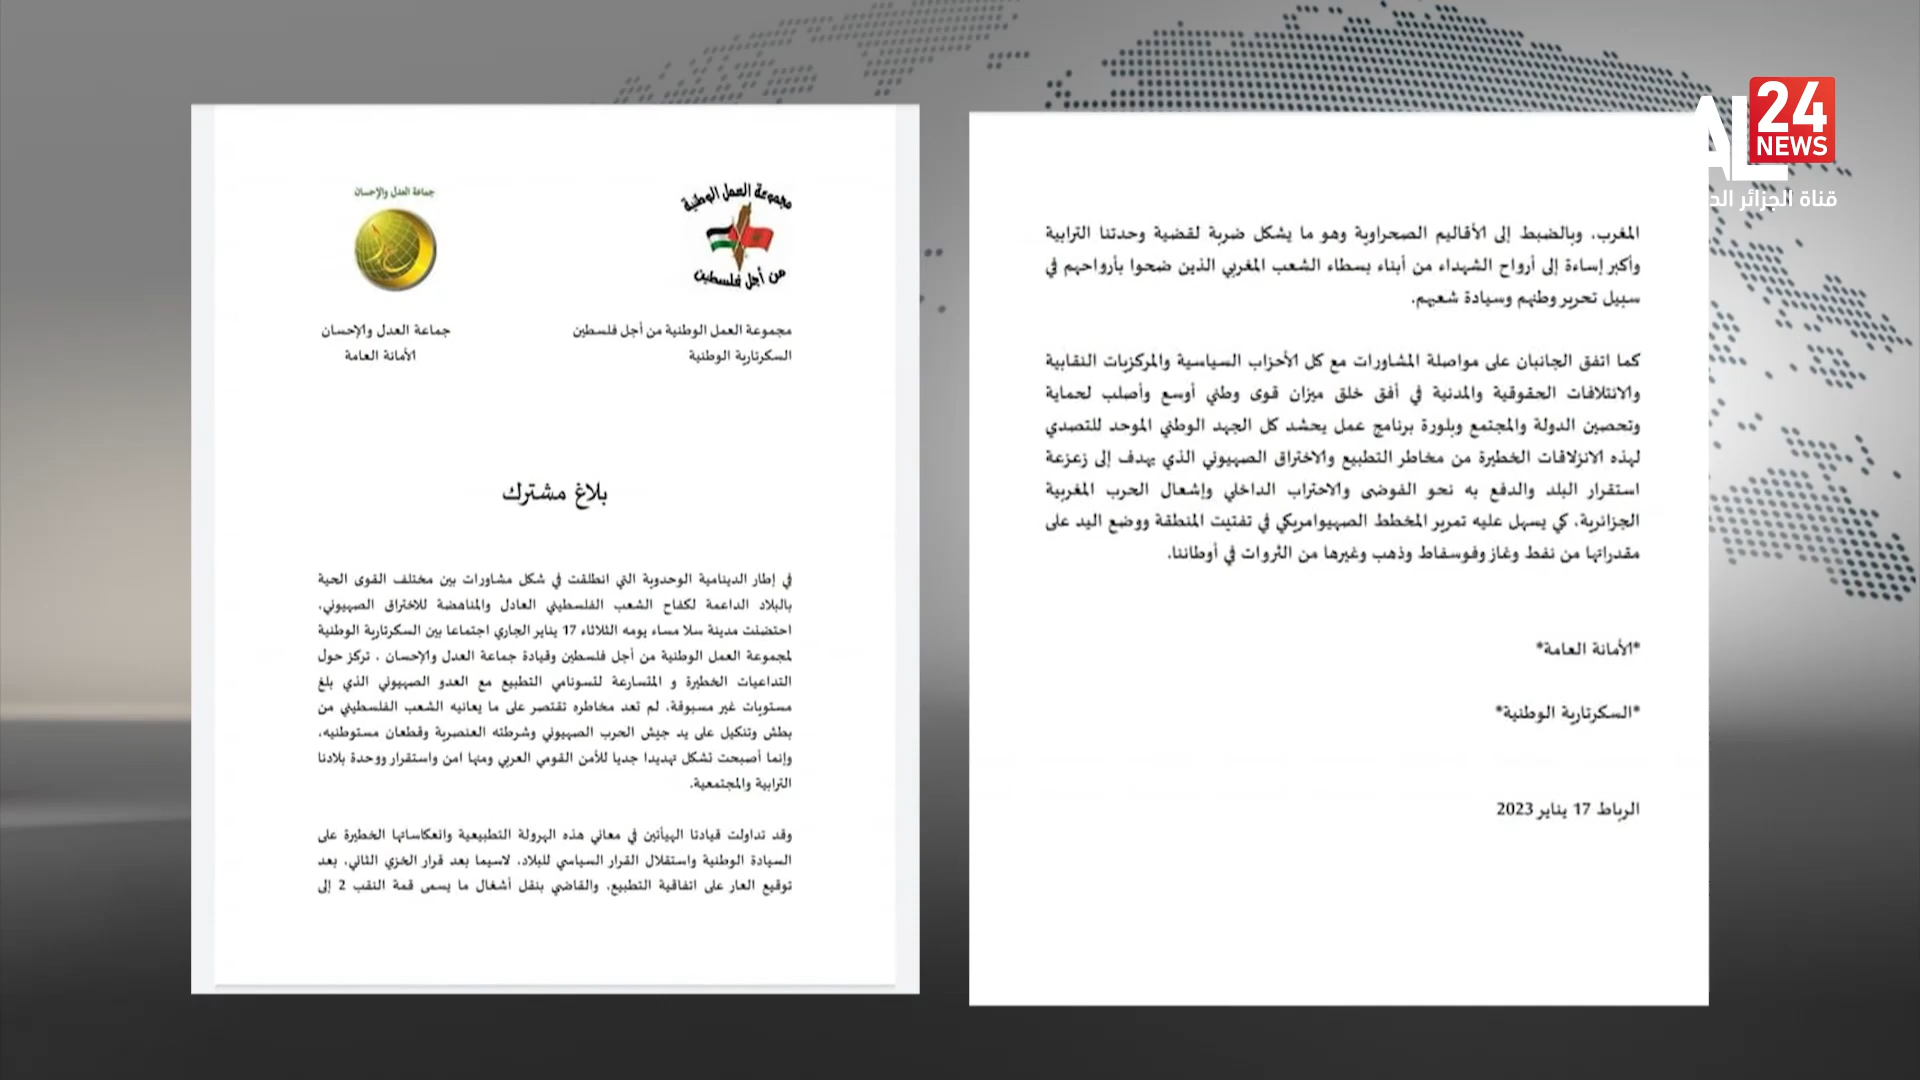 AL
24
NEWS
قناة الجزائر
جماعة العدل والإحسان
مجموعة العمل الوطنية
من أجل فلسطين
مجموعة العمل الوطنية من أجل فلسطين
السكرتارية الوطنية
جماعة العدل والإحسان
الأمانة العامة
بلاغ مشترك
في إطار الدينامية الوحدوية التي انطلقت في شكل مشاورات بين مختلف القوى الحية
بالبلاد الداعمة لكفاح الشعب الفلسطيني العادل والمناهضة للاختراق الصهيوني،
احتضنت مدينة سلا مساء يومه الثلاثاء 17 يناير الجاري اجتماعا بين السكرتارية الوطنية
لمجموعة العمل الوطنية من أجل فلسطين وقيادة جماعة العدل والإحسان ، تركز حول
التداعيات الخطيرة و المتسارعة لتسونامي التطبيع مع العدو الصهيوني الذي بلغ
مستويات غير مسبوقة، لم تعد مخاطره تقتصر على ما يعانيه الشعب الفلسطيني من
بطش وتنكيل على يد جيش الحرب الصهيوني وشرطته العنصرية وقطعان مستوطنيه،
وإنما أصبحت تشكل تهديدا جديا للأمن القومي العربي ومنها امن واستقرار ووحدة بلادنا
الترابية والمجتمعية.
وقد تداولت قيادتا الهيأتين في معاني هذه الهرولة التطبيعية وانعكاساتها الخطيرة على
السيادة الوطنية واستقلال القرار السياسي للبلاد، لاسيما بعد قرار الخزي الثاني، بعد
توقيع العار على اتفاقية التطبيع، والقاضي بنقل أشغال ما يسمى قمة النقب 2 إلى
المغرب، وبالضبط إلى الأقاليم الصحراوية وهو ما يشكل ضربة لقضية وحدتنا الترابية
وأكبر إساءة إلى أرواح الشهداء من أبناء بسطاء الشعب المغربي الذين ضحوا بأرواحهم في
سبيل تحرير وطنهم وسيادة شعبهم.
كما اتفق الجانبان على مواصلة المشاورات مع كل الأحزاب السياسية والمركزيات النقابية
والائتلافات الحقوقية والمدنية في أفق خلق ميزان قوى وطني أوسع وأصلب لحماية
وتحصين الدولة والمجتمع وبلورة برنامج عمل يحشد كل الجهد الوطني الموحد للتصدي
لهذه الانزلاقات الخطيرة من مخاطر التطبيع والاختراق الصهيوني الذي يهدف إلى زعزعة
استقرار البلد والدفع به نحو الفوضى والاحتراب الداخلي وإشعال الحرب المغربية
الجزائرية، كي يسهل عليه تمرير المخطط الصهيوامريكي في تفتيت المنطقة ووضع اليد على
مقدراتها من نفط وغاز وفوسفاط وذهب وغيرها من الثروات في أوطاننا.
*الأمانة العامة*
*السكرتارية الوطنية*
الرباط 17 يناير 2023